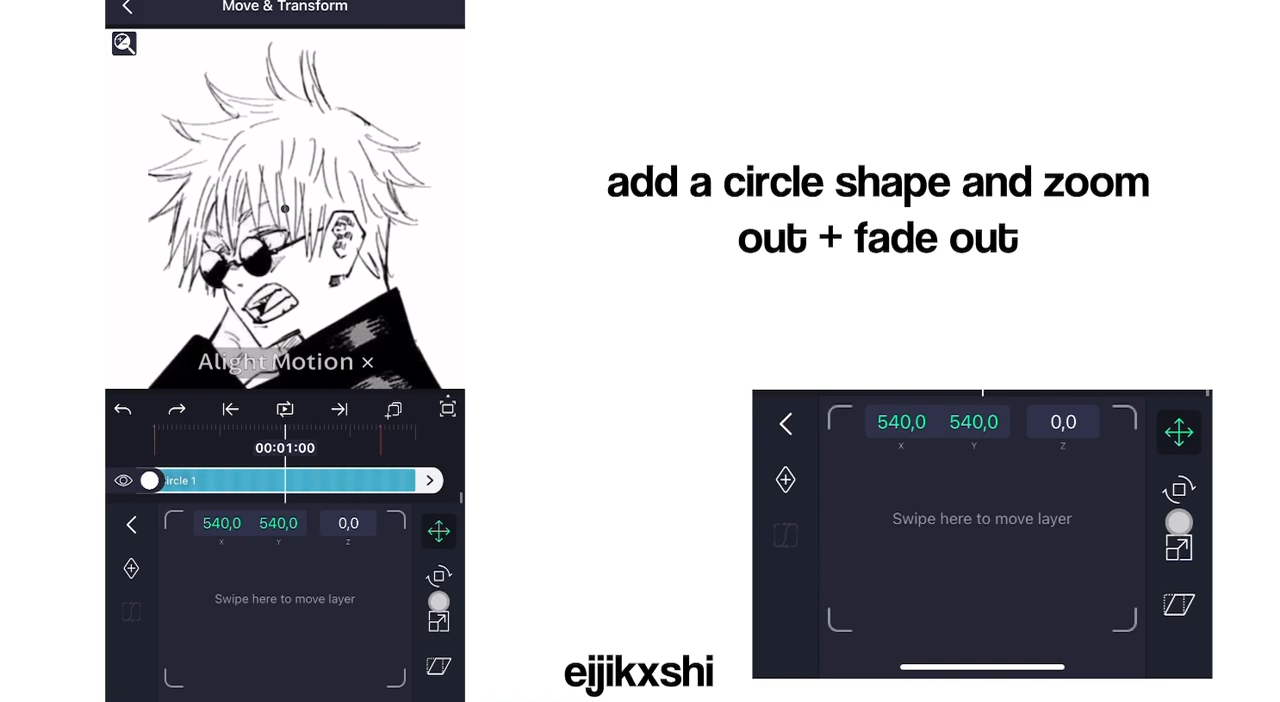 Move & Transform
Alight Motion ×
00:01:00
ircle 1
540,0 540,0 0,0
X Y Z
Swipe here to move layer
add a circle shape and zoom
out + fade out
540,0 540,0 0,0
X Y Z
Swipe here to move layer
eijikxshi